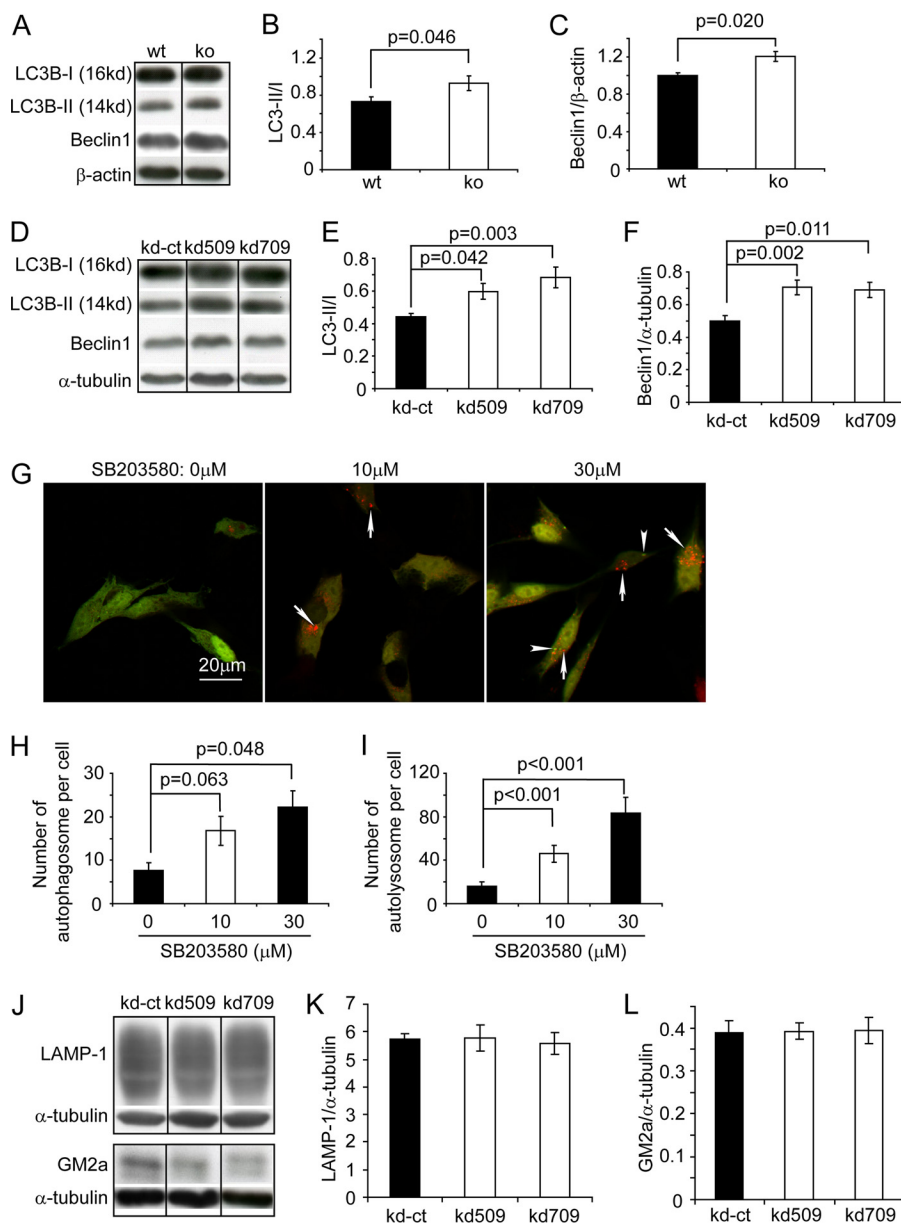 A
wt ko
LC3B-I (16kd)
LC3B-II (14kd)
Beclin1
β-actin
B
p=0.046
LC3-II/I
1.2
0.8
0.4
0
wt ko
C
p=0.020
Beclin1/β-actin
1.2
0.8
0.4
0
wt ko
D
kd-ct kd509 kd709
LC3B-I (16kd)
LC3B-II (14kd)
Beclin1
α-tubulin
E
p=0.003
p=0.042
LC3-II/I
0.8
0.6
0.4
0.2
0
kd-ct kd509 kd709
F
p=0.011
p=0.002
Beclin1/α-tubulin
0.8
0.6
0.4
0.2
0
kd-ct kd509 kd709
G
SB203580: 0μM 10μM 30μM
20μm
H
p=0.048
p=0.063
Number of
autophagosome per cell
30
20
10
0
0 10 30
SB203580 (μM)
I
p<0.001
p<0.001
Number of
autolysosome per cell
120
80
40
0
0 10 30
SB203580 (μM)
J
kd-ct kd509 kd709
LAMP-1
α-tubulin
GM2a
α-tubulin
K
LAMP-1/α-tubulin
7
6
5
4
3
2
1
0
kd-ct kd509 kd709
L
GM2a/α-tubulin
0.4
0.3
0.2
0.1
0
kd-ct kd509 kd709